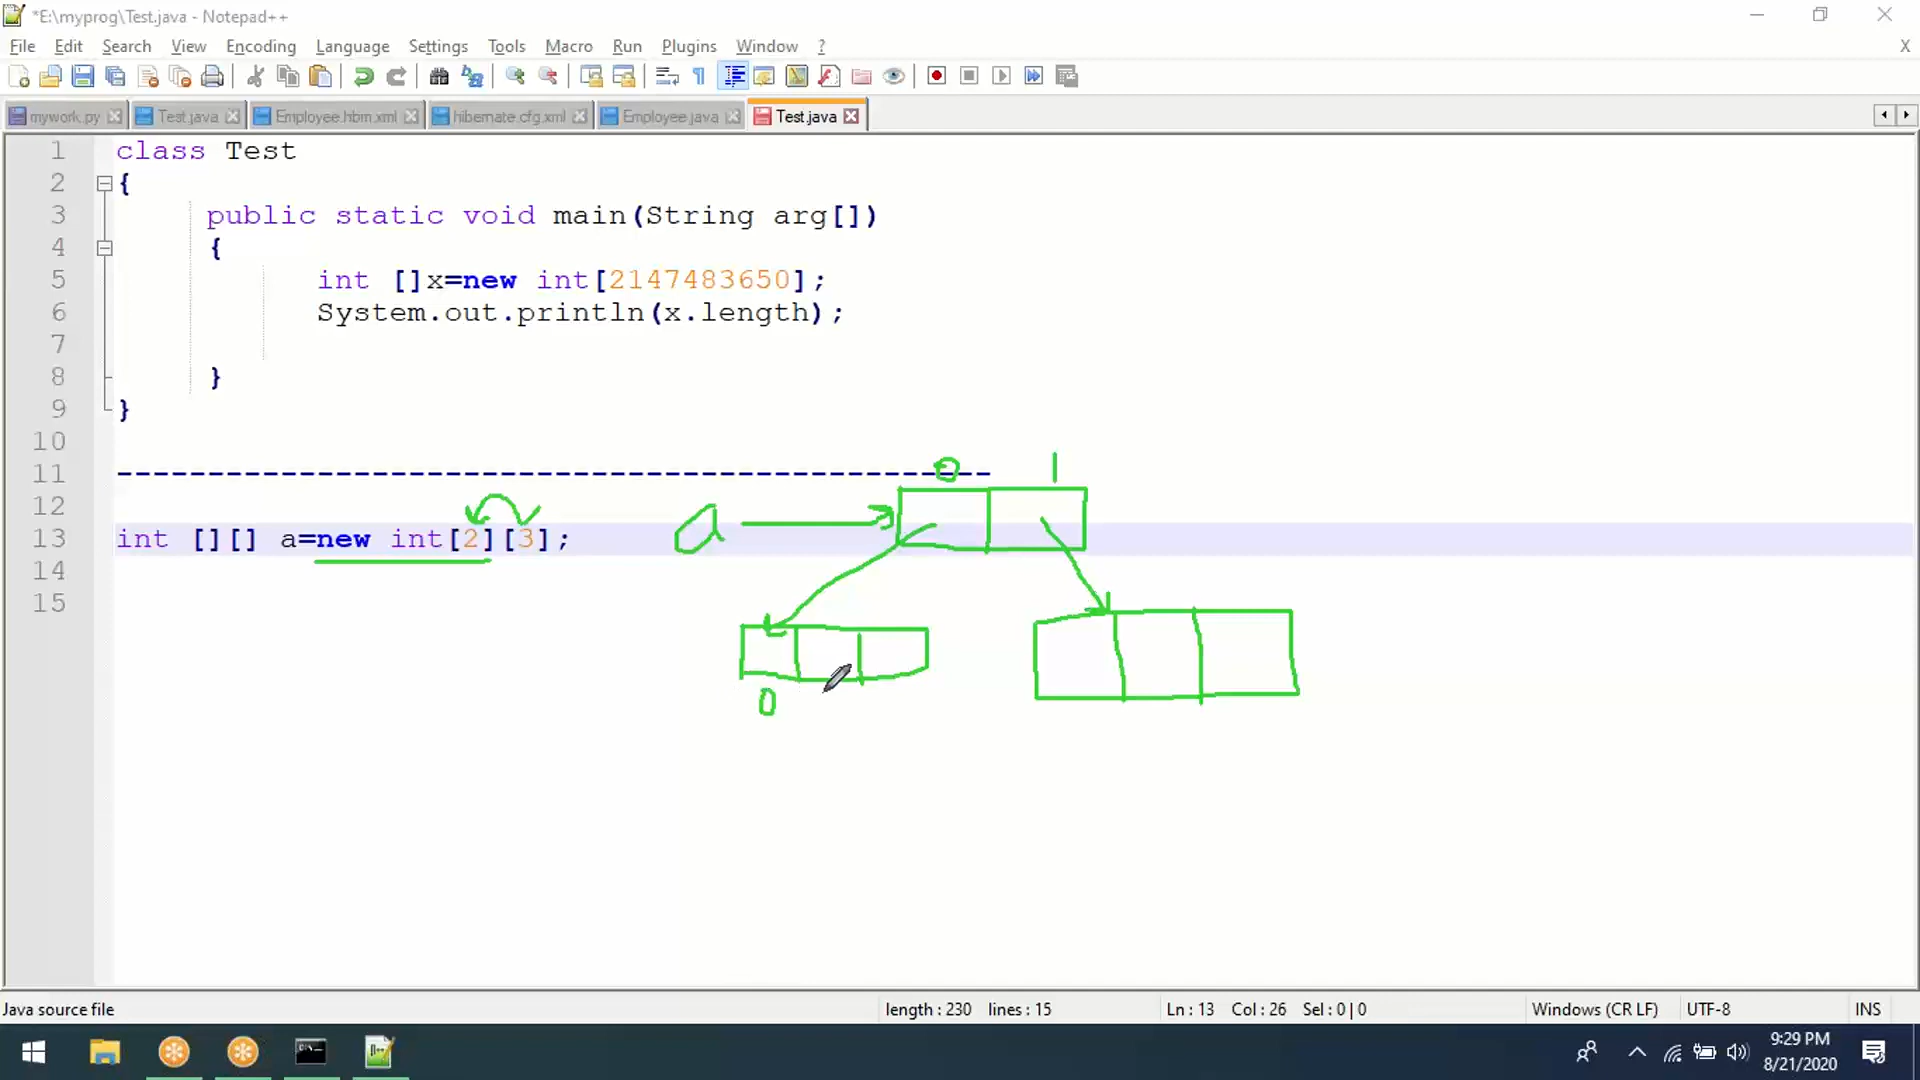 *E:\myprog\Test.java - Notepad++
File Edit Search View Encoding Language Settings Tools Macro Run Plugins Window ? X
mywork.py Test.java Employee.hbm.xml hibernate.cfg.xml Employee.java Test.java
1 class Test
2 {
3 public static void main(String arg[])
4 {
5 int []x=new int[2147483650];
6 System.out.println(x.length);
7
8 }
9 }
10
11 ------------------------------------------------
0 1
12
13 int [][] a=new int[2][3];
a
14
15
0
Java source file length : 230 lines : 15 Ln : 13 Col : 26 Sel : 0 | 0 Windows (CR LF) UTF-8 INS
9:29 PM
8/21/2020